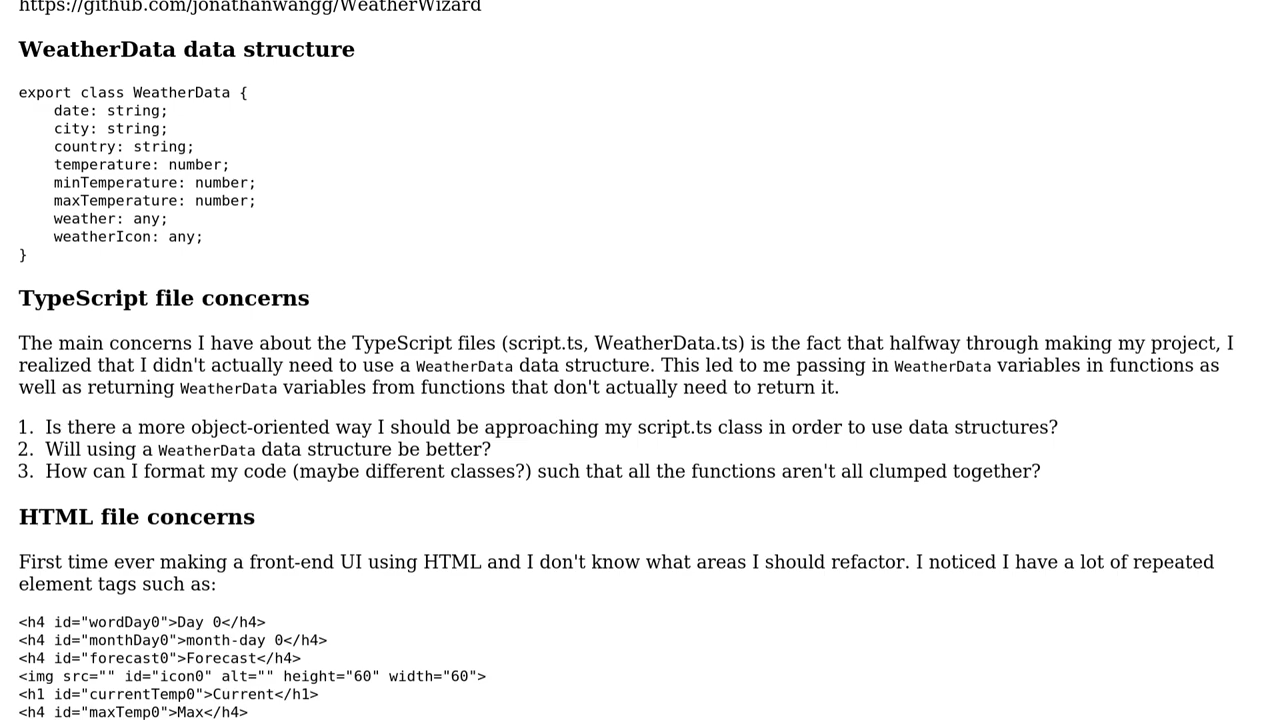 https://github.com/jonathanwangg/WeatherWizard
WeatherData data structure
export class WeatherData {
    date: string;
    city: string;
    country: string;
    temperature: number;
    minTemperature: number;
    maxTemperature: number;
    weather: any;
    weatherIcon: any;
}
TypeScript file concerns
The main concerns I have about the TypeScript files (script.ts, WeatherData.ts) is the fact that halfway through making my project, I
realized that I didn't actually need to use a WeatherData data structure. This led to me passing in WeatherData variables in functions as
well as returning WeatherData variables from functions that don't actually need to return it.
1. Is there a more object-oriented way I should be approaching my script.ts class in order to use data structures?
2. Will using a WeatherData data structure be better?
3. How can I format my code (maybe different classes?) such that all the functions aren't all clumped together?
HTML file concerns
First time ever making a front-end UI using HTML and I don't know what areas I should refactor. I noticed I have a lot of repeated
element tags such as:
<h4 id="wordDay0">Day 0</h4>
<h4 id="monthDay0">month-day 0</h4>
<h4 id="forecast0">Forecast</h4>
<img src="" id="icon0" alt="" height="60" width="60">
<h1 id="currentTemp0">Current</h1>
<h4 id="maxTemp0">Max</h4>